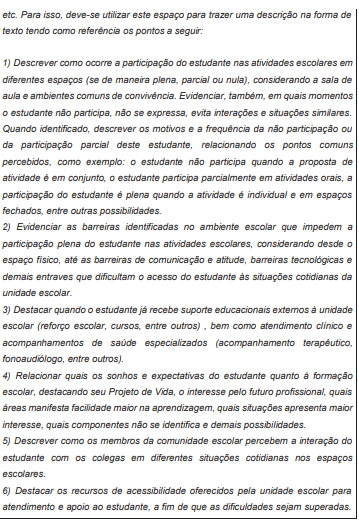 etc. Para isso, deve-se utilizar este espaço para trazer uma descrição na forma de
texto tendo como referência os pontos a seguir:
1) Descrever como ocorre a participação do estudante nas atividades escolares em
diferentes espaços (se de maneira plena, parcial ou nula), considerando a sala de
aula e ambientes comuns de convivência. Evidenciar, também, em quais momentos
o estudante não participa, não se expressa, evita interações e situações similares.
Quando identificado, descrever os motivos e a frequência da não participação ou
da participação parcial deste estudante, relacionando os pontos comuns
percebidos, como exemplo: o estudante não participa quando a proposta de
atividade é em conjunto, o estudante participa parcialmente em atividades orais, a
participação do estudante é plena quando a atividade é individual e em espaços
fechados, entre outras possibilidades.
2) Evidenciar as barreiras identificadas no ambiente escolar que impedem a
participação plena do estudante nas atividades escolares, considerando desde o
espaço físico, até as barreiras de comunicação e atitude, barreiras tecnológicas e
demais entraves que dificultam o acesso do estudante às situações cotidianas da
unidade escolar.
3) Destacar quando o estudante já recebe suporte educacionais externos à unidade
escolar (reforço escolar, cursos, entre outros) , bem como atendimento clínico e
acompanhamentos de saúde especializados (acompanhamento terapêutico,
fonoaudiólogo, entre outros).
4) Relacionar quais os sonhos e expectativas do estudante quanto à formação
escolar, destacando seu Projeto de Vida, o interesse pelo futuro profissional, quais
áreas manifesta facilidade maior na aprendizagem, quais situações apresenta maior
interesse, quais componentes não se identifica e demais possibilidades.
5) Descrever como os membros da comunidade escolar percebem a interação do
estudante com os colegas em diferentes situações cotidianas nos espaços
escolares.
6) Destacar os recursos de acessibilidade oferecidos pela unidade escolar para
atendimento e apoio ao estudante, a fim de que as dificuldades sejam superadas.